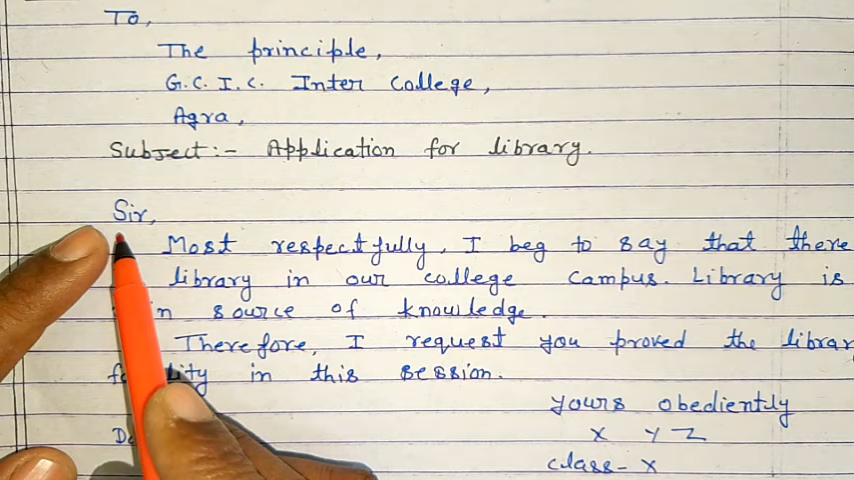 To,
The principle,
G.C.I.C. Inter College,
Agra,
Subject:- Application for library.
Sir,
Most respectfully, I beg to say that there
library in our college campus. Library is
source of knowledge.
Therefore, I request you proved the library
in this session.
yours obediently
X Y Z
class- X